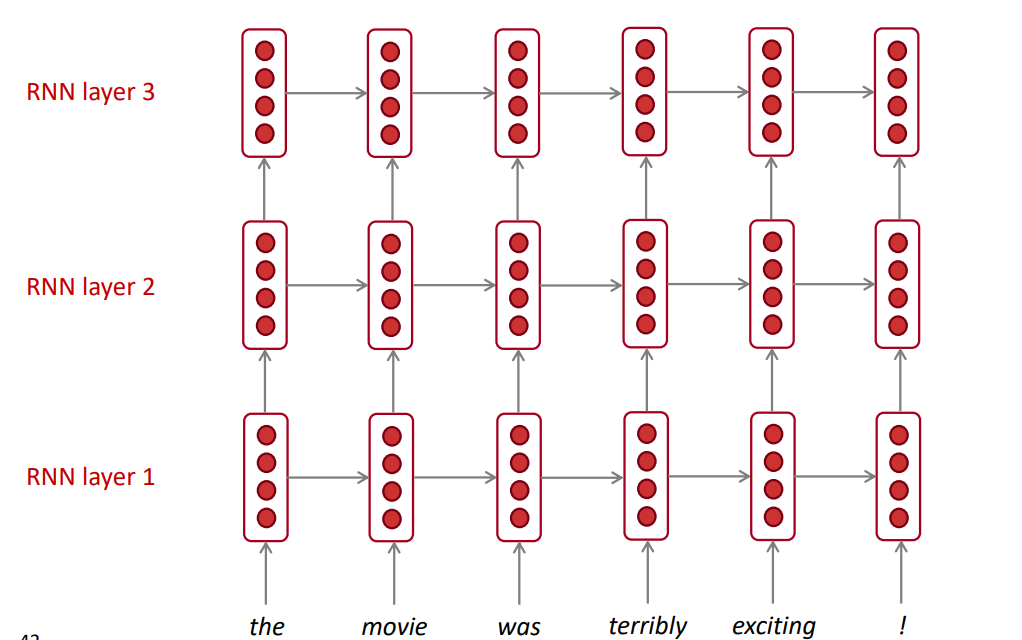 RNN layer 3
RNN layer 2
RNN layer 1
the movie was terribly exciting !